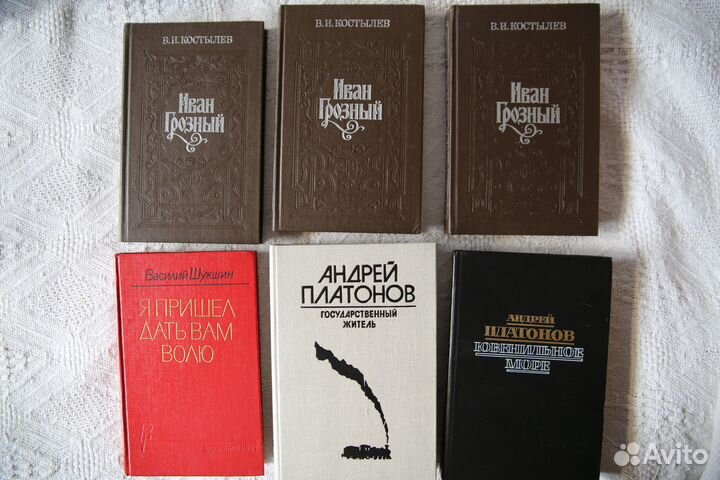 В.И. КОСТЫЛЕВ
Иван
Грозный
В.И. КОСТЫЛЕВ
Иван
Грозный
В.И. КОСТЫЛЕВ
Иван
Грозный
Василий Шукшин
Я ПРИШЕЛ
ДАТЬ ВАМ
ВОЛЮ
АНДРЕЙ
ПЛАТОНОВ
ГОСУДАРСТВЕННЫЙ
ЖИТЕЛЬ
АНДРЕЙ
ПЛАТОНОВ
ЮВЕНИЛЬНОЕ
МОРЕ
Avito